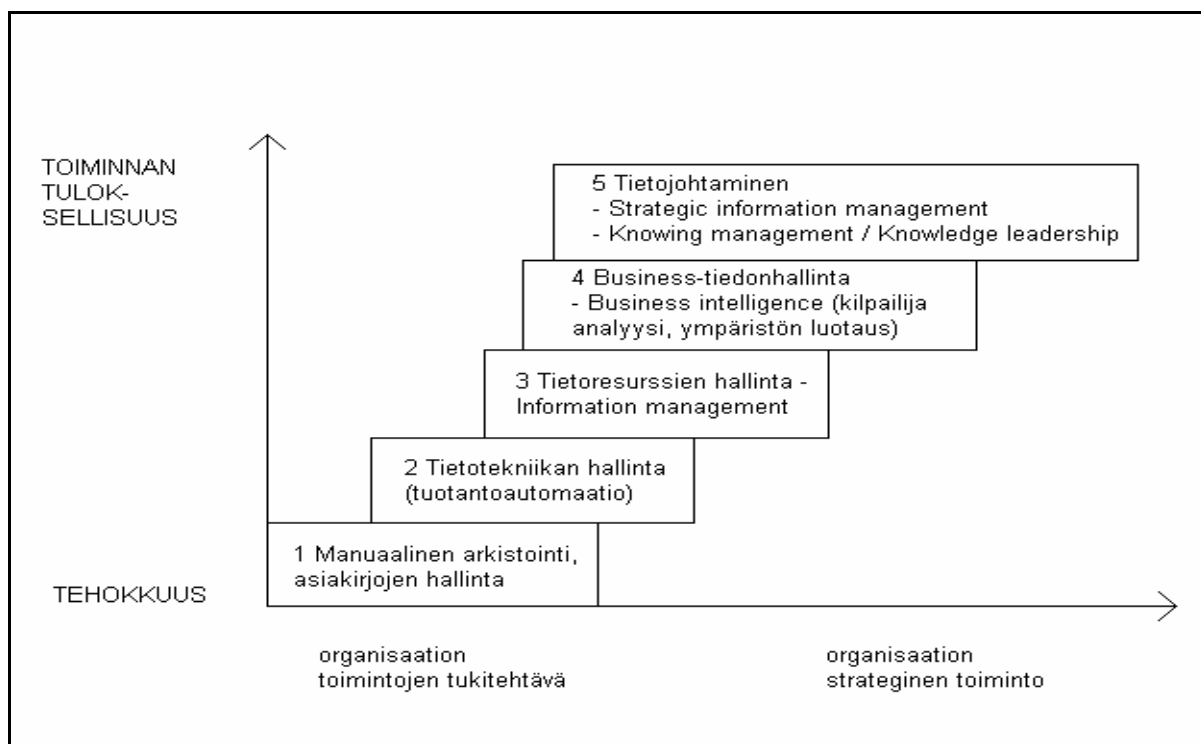 TOIMINNAN
TULOK-
SELLISUUS
5 Tietojohtaminen
- Strategic information management
- Knowing management / Knowledge leadership
4 Business-tiedonhallinta
- Business intelligence (kilpailija
analyysi, ympäristön luotaus)
3 Tietoresurssien hallinta -
Information management
2 Tietotekniikan hallinta
(tuotantoautomaatio)
1 Manuaalinen arkistointi,
asiakirjojen hallinta
TEHOKKUUS
organisaation
toimintojen tukitehtävä
organisaation
strateginen toiminto